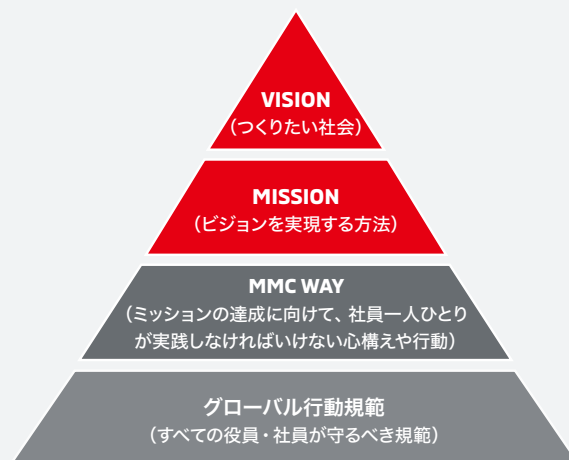 VISION
（つくりたい社会）
MISSION
（ビジョンを実現する方法）
MMC WAY
（ミッションの達成に向けて、社員一人ひとり
が実践しなければいけない心構えや行動）
グローバル行動規範
（すべての役員・社員が守るべき規範）